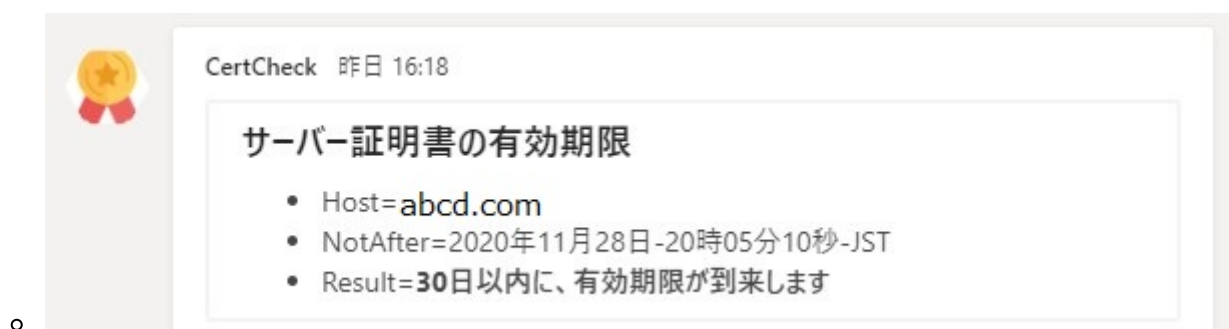 CertCheck 昨日 16:18
サーバー証明書の有効期限
• Host=abcd.com
• NotAfter=2020年11月28日-20時05分10秒-JST
• Result=30日以内に、有効期限が到来します